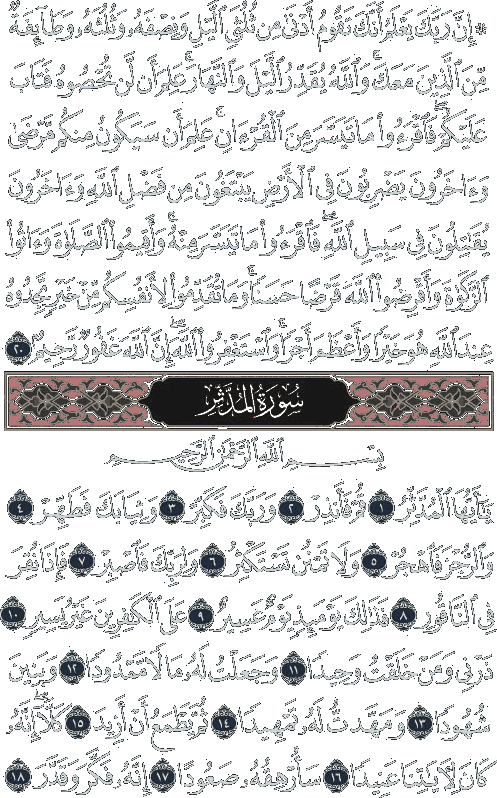 ۞ إِنَّ رَبَّكَ يَعْلَمُ أَنَّكَ تَقُومُ أَدْنَىٰ مِن ثُلُثَيِ ٱلَّيْلِ وَنِصْفَهُۥ وَثُلُثَهُۥ وَطَآئِفَةٌ
مِّنَ ٱلَّذِينَ مَعَكَۚ وَٱللَّهُ يُقَدِّرُ ٱلَّيْلَ وَٱلنَّهَارَۚ عَلِمَ أَن لَّن تُحْصُوهُ فَتَابَ
عَلَيْكُمْۖ فَٱقْرَءُوا۟ مَا تَيَسَّرَ مِنَ ٱلْقُرْءَانِۚ عَلِمَ أَن سَيَكُونُ مِنكُم مَّرْضَىٰ
وَءَاخَرُونَ يَضْرِبُونَ فِى ٱلْأَرْضِ يَبْتَغُونَ مِن فَضْلِ ٱللَّهِ وَءَاخَرُونَ
يُقَٰتِلُونَ فِى سَبِيلِ ٱللَّهِۖ فَٱقْرَءُوا۟ مَا تَيَسَّرَ مِنْهُۚ وَأَقِيمُوا۟ ٱلصَّلَوٰةَ وَءَاتُوا۟
ٱلزَّكَوٰةَ وَأَقْرِضُوا۟ ٱللَّهَ قَرْضًا حَسَنًاۚ وَمَا تُقَدِّمُوا۟ لِأَنفُسِكُم مِّنْ خَيْرٍ تَجِدُوهُ
عِندَ ٱللَّهِ هُوَ خَيْرًا وَأَعْظَمَ أَجْرًاۚ وَٱسْتَغْفِرُوا۟ ٱللَّهَۖ إِنَّ ٱللَّهَ غَفُورٌ رَّحِيمٌۢ ٢٠
سُورَةُ المُدَّثِّرِ
بِسْمِ ٱللَّهِ ٱلرَّحْمَٰنِ ٱلرَّحِيمِ
يَٰٓأَيُّهَا ٱلْمُدَّثِّرُ ١ قُمْ فَأَنذِرْ ٢ وَرَبَّكَ فَكَبِّرْ ٣ وَثِيَابَكَ فَطَهِّرْ ٤
وَٱلرُّجْزَ فَٱهْجُرْ ٥ وَلَا تَمْنُن تَسْتَكْثِرُ ٦ وَلِرَبِّكَ فَٱصْبِرْ ٧ فَإِذَا نُقِرَ
فِى ٱلنَّاقُورِ ٨ فَذَٰلِكَ يَوْمَئِذٍ يَوْمٌ عَسِيرٌ ٩ عَلَى ٱلْكَٰفِرِينَ غَيْرُ يَسِيرٍ ١٠
ذَرْنِى وَمَنْ خَلَقْتُ وَحِيدًا ١١ وَجَعَلْتُ لَهُۥ مَالًا مَّمْدُودًا ١٢ وَبَنِينَ
شُهُودًا ١٣ وَمَهَّدتُّ لَهُۥ تَمْهِيدًا ١٤ ثُمَّ يَطْمَعُ أَنْ أَزِيدَ ١٥ كَلَّآۖ إِنَّهُۥ
كَانَ لِءَايَٰتِنَا عَنِيدًا ١٦ سَأُرْهِقُهُۥ صَعُودًا ١٧ إِنَّهُۥ فَكَّرَ وَقَدَّرَ ١٨